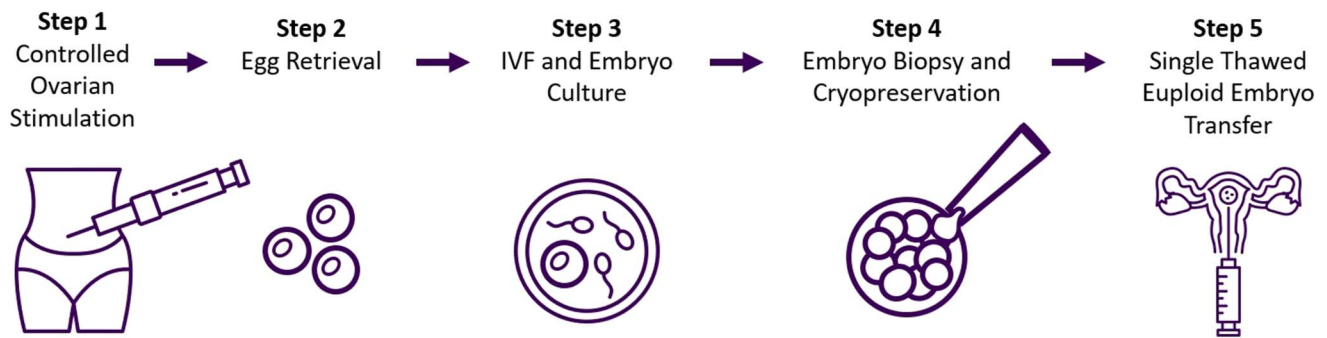 Step 1
Controlled
Ovarian
Stimulation
Step 2
Egg Retrieval
Step 3
IVF and Embryo
Culture
Step 4
Embryo Biopsy and
Cryopreservation
Step 5
Single Thawed
Euploid Embryo
Transfer